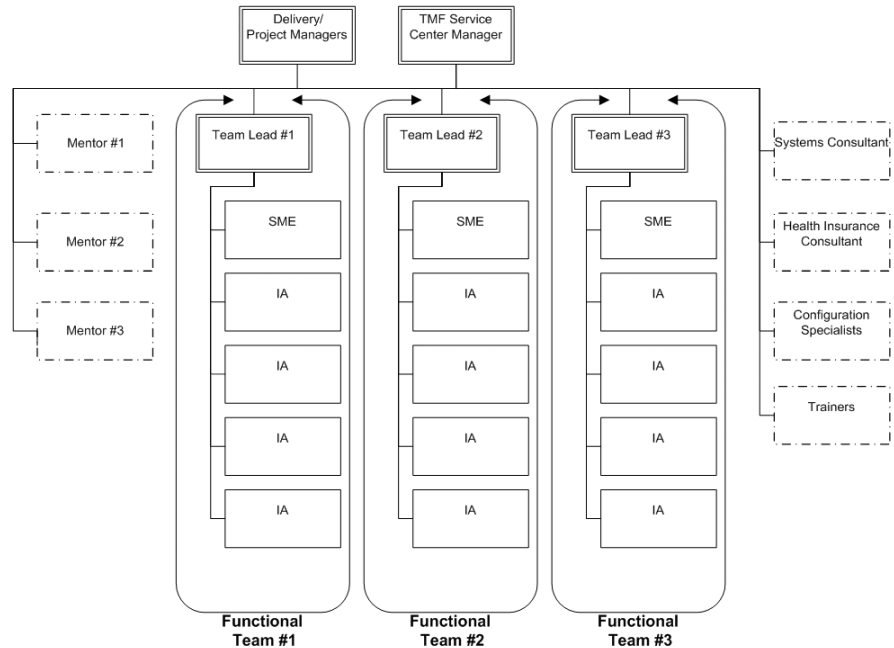 Delivery/
Project Managers
TMF Service
Center Manager
Mentor #1
Mentor #2
Mentor #3
Team Lead #1
SME
IA
IA
IA
IA
Functional
Team #1
Team Lead #2
SME
IA
IA
IA
IA
Functional
Team #2
Team Lead #3
SME
IA
IA
IA
IA
Functional
Team #3
Systems Consultant
Health Insurance
Consultant
Configuration
Specialists
Trainers